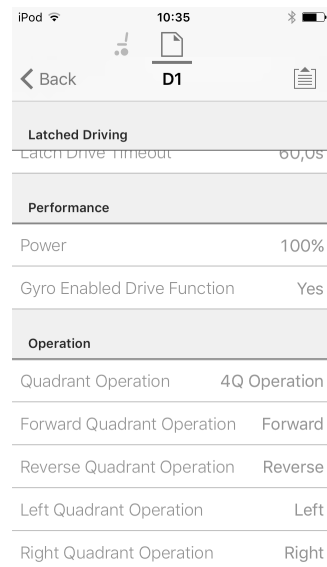 iPod 10:35
Back D1
Latched Driving
Latch Drive Timeout 60,0s
Performance
Power 100%
Gyro Enabled Drive Function Yes
Operation
Quadrant Operation 4Q Operation
Forward Quadrant Operation Forward
Reverse Quadrant Operation Reverse
Left Quadrant Operation Left
Right Quadrant Operation Right